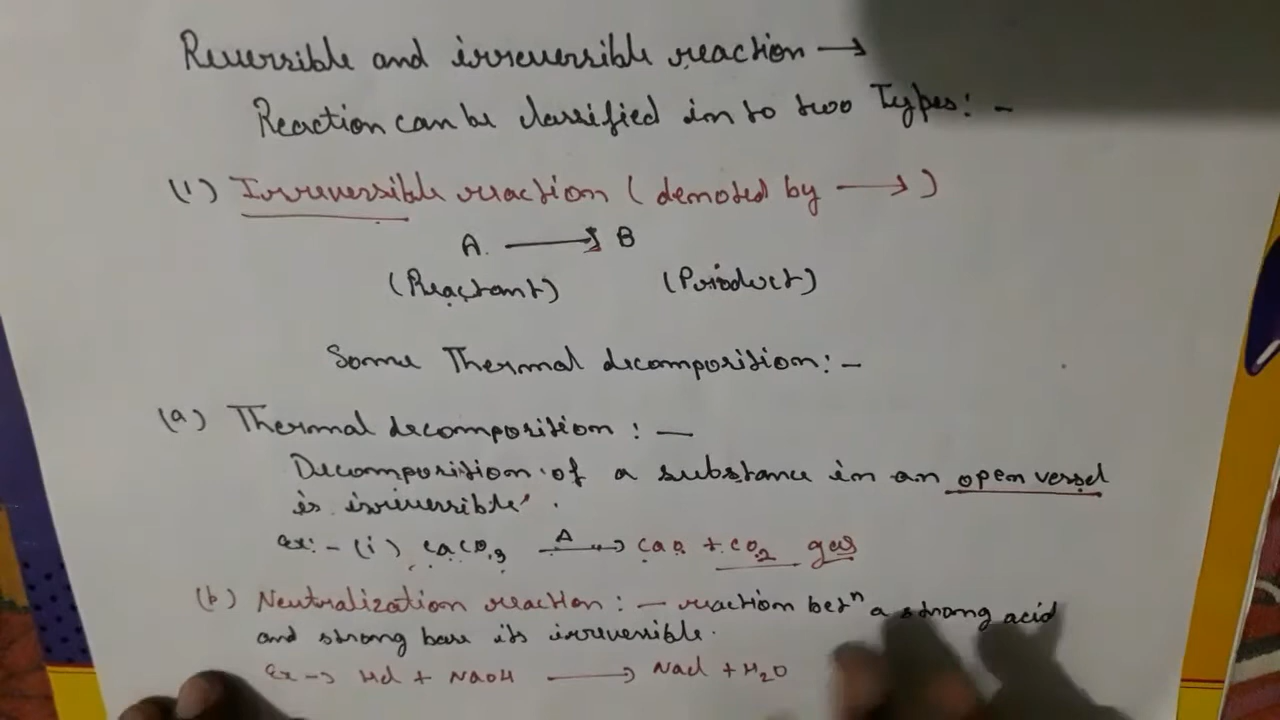 Reversible and irreversible reaction →
Reaction can be classified in to two Types: -
(1) Irreversible reaction ( denoted by → )
A. → B
(Reactant) (Product)
Some Thermal decomposition: -
(a) Thermal decomposition : —
Decomposition of a substance in an open vessel
is irreversible .
ex: - (i) CaCO3 Δ→ CaO + CO2 gas
(b) Neutralization reaction : — reaction betn a strong acid
and strong base its irreversible.
Ex → Hcl + NaOH → Nacl + H2O